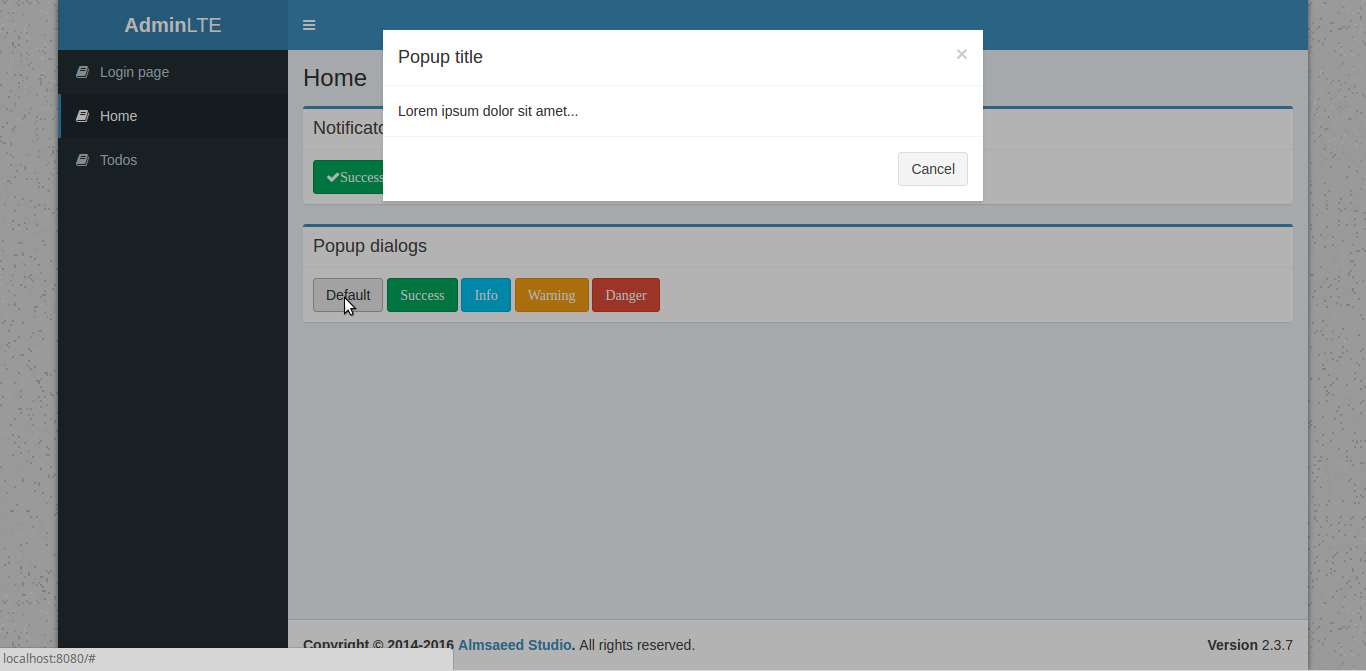 AdminLTE
Login page
Home
Todos
Home
Popup title
×
Lorem ipsum dolor sit amet...
Cancel
Success
Popup dialogs
Default Success Info Warning Danger
Copyright © 2014-2016 Almsaeed Studio. All rights reserved.
Version 2.3.7
localhost:8080/#